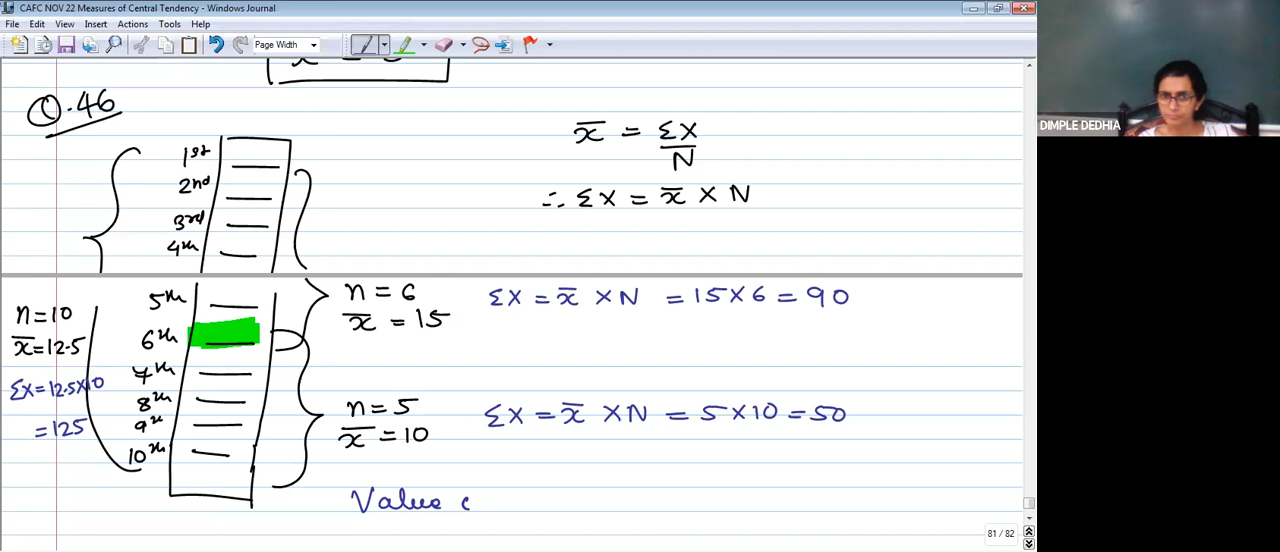 CAFC NOV 22 Measures of Central Tendency - Windows Journal
File Edit View Insert Actions Tools Help
Page Width
DIMPLE DEDHIA
Q.46
x̅ = ΣX / N
∴ ΣX = x̅ × N
1st
2nd
3rd
4th
5th
6th
7th
8th
9th
10th
n = 10
x̅ = 12.5
ΣX = 12.5 × 10
= 125
n = 6
x̅ = 15
ΣX = x̅ × N = 15 × 6 = 90
n = 5
x̅ = 10
ΣX = x̅ × N = 5 × 10 = 50
Value
81 / 82